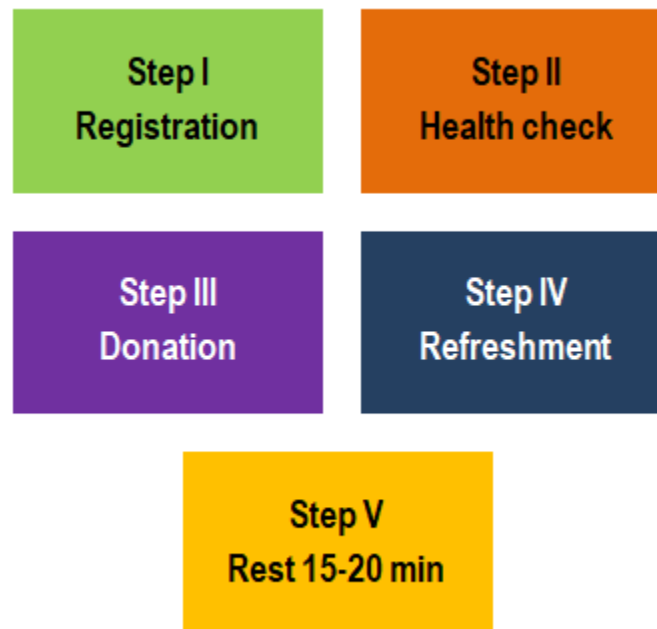 Step I
Registration
Step II
Health check
Step III
Donation
Step IV
Refreshment
Step V
Rest 15-20 min